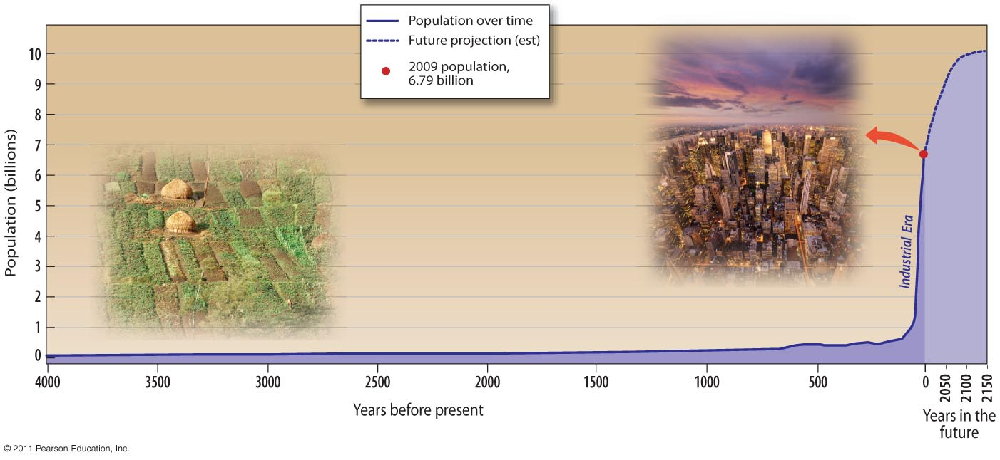 Population over time
Future projection (est)
2009 population,
6.79 billion
Population (billions)
10
9
8
7
6
5
4
3
2
1
0
Industrial Era
4000
3500
3000
2500
2000
1500
1000
500
0
2050
2100
2150
Years before present
Years in the
future
© 2011 Pearson Education, Inc.